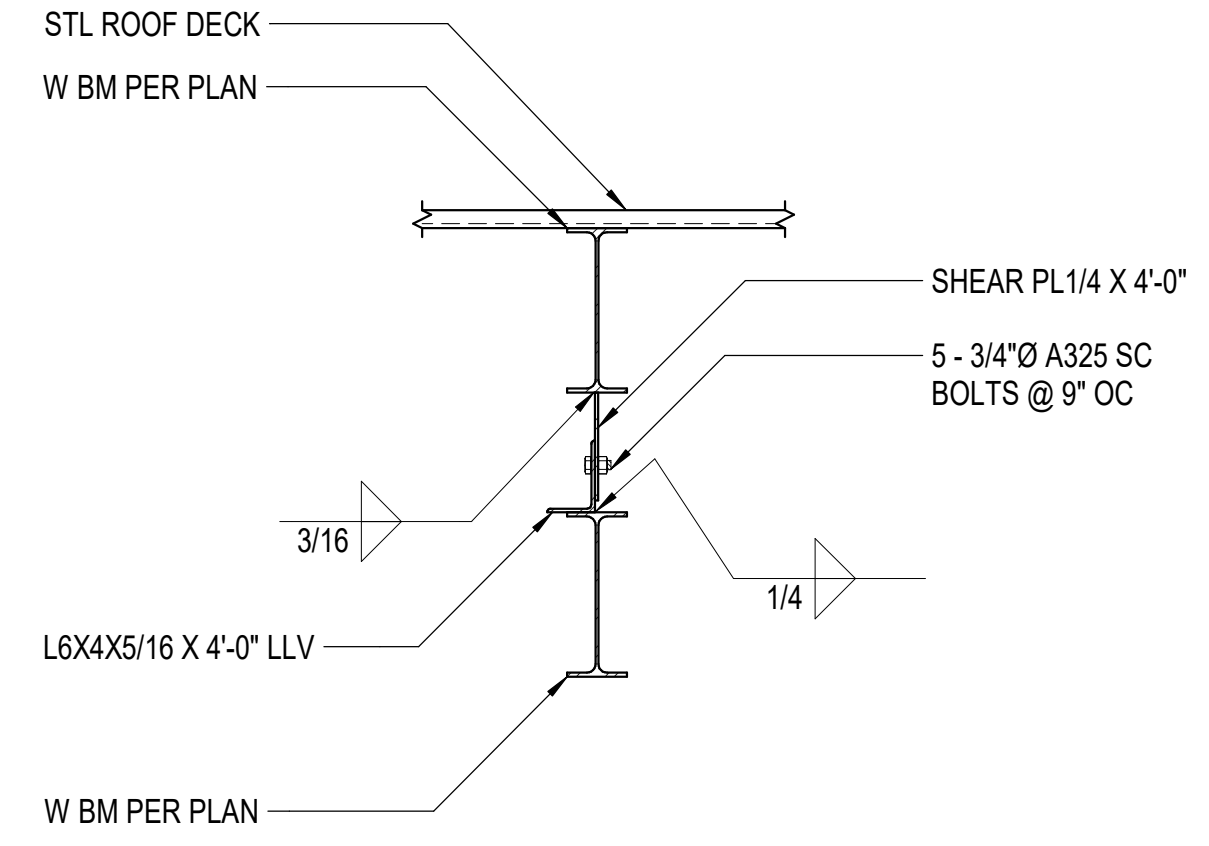 STL ROOF DECK
W BM PER PLAN
SHEAR PL1/4 X 4'-0"
5 - 3/4"Ø A325 SC
BOLTS @ 9" OC
3/16
1/4
L6X4X5/16 X 4'-0" LLV
W BM PER PLAN